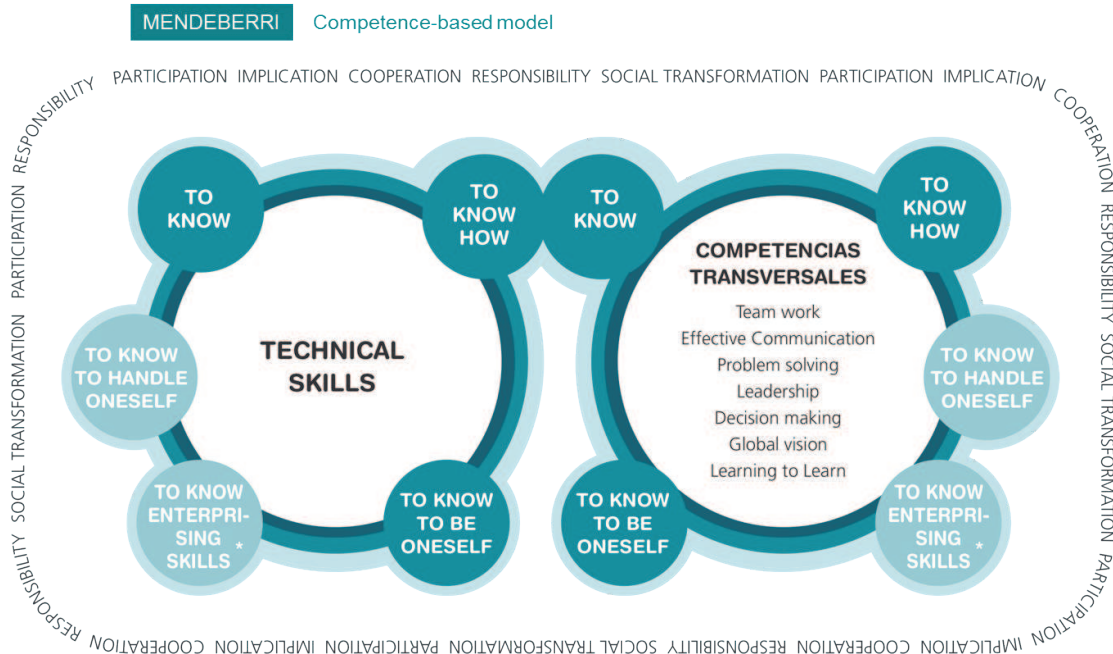 MENDEBERRI
Competence-based model
PARTICIPATION IMPLICATION COOPERATION RESPONSIBILITY SOCIAL TRANSFORMATION PARTICIPATION IMPLICATION COOPERATION RESPONSIBILITY SOCIAL TRANSFORMATION PARTICIPATION IMPLICATION COOPERATION RESPONSIBILITY SOCIAL TRANSFORMATION PARTICIPATION IMPLICATION COOPERATION RESPONSIBILITY SOCIAL TRANSFORMATION PARTICIPATION RESPONSIBILITY
TO
KNOW
TO
KNOW
HOW
TECHNICAL
SKILLS
TO KNOW
TO HANDLE
ONESELF
TO KNOW
ENTERPRI-
SING
SKILLS *
TO KNOW
TO BE
ONESELF
TO
KNOW
TO
KNOW
HOW
COMPETENCIAS
TRANSVERSALES
Team work
Effective Communication
Problem solving
Leadership
Decision making
Global vision
Learning to Learn
TO KNOW
TO HANDLE
ONESELF
TO KNOW
TO BE
ONESELF
TO KNOW
ENTERPRI-
SING
SKILLS *